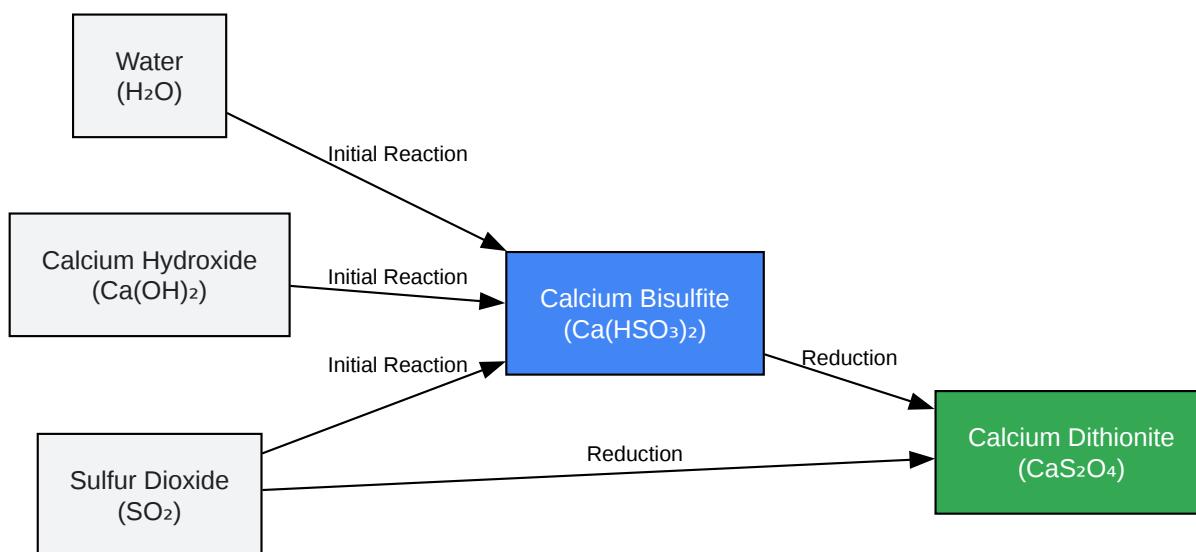 Water
(H₂O)
Initial Reaction
Calcium Hydroxide
(Ca(OH)₂)
Initial Reaction
Calcium Bisulfite
(Ca(HSO₃)₂)
Initial Reaction
Reduction
Sulfur Dioxide
(SO₂)
Reduction
Calcium Dithionite
(CaS₂O₄)